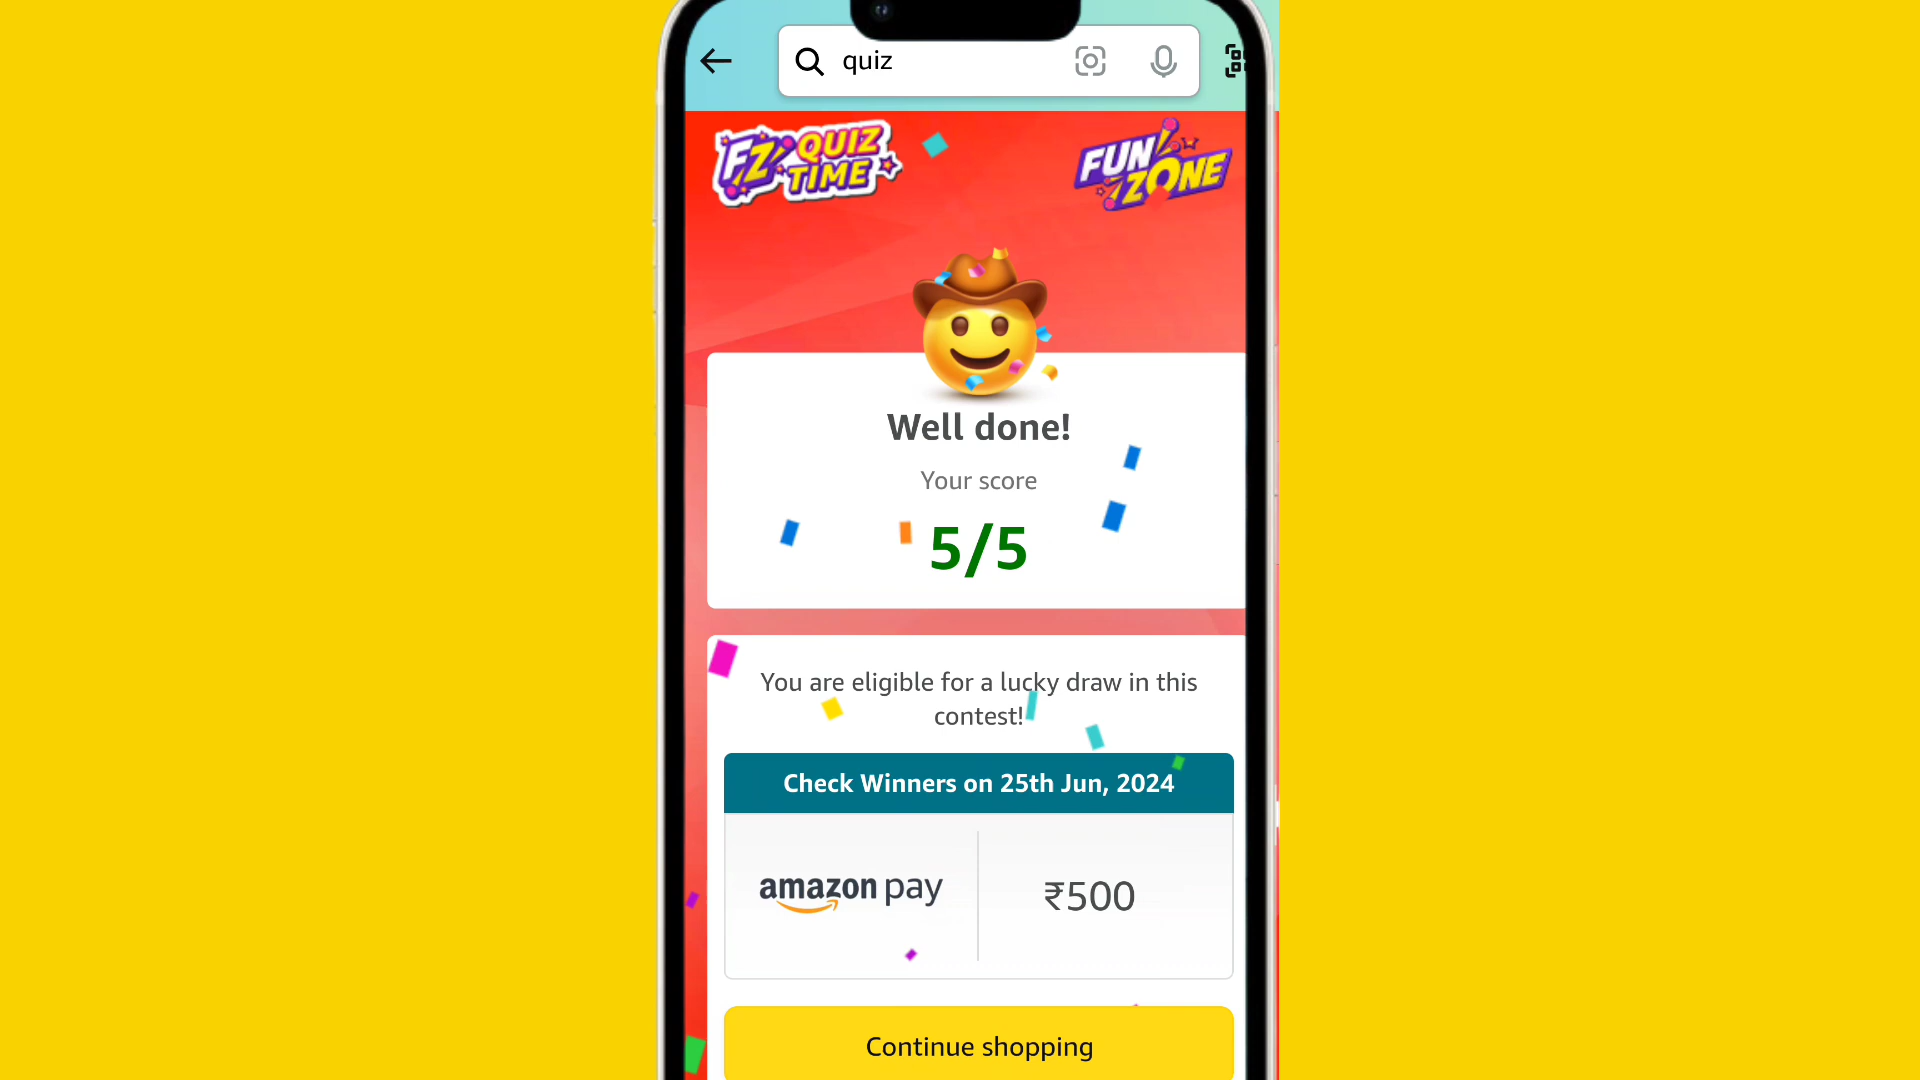 quiz
FZ QUIZ TIME
FUN ZONE
Well done!
Your score
5/5
You are eligible for a lucky draw in this
contest!
Check Winners on 25th Jun, 2024
amazon pay
₹500
Continue shopping